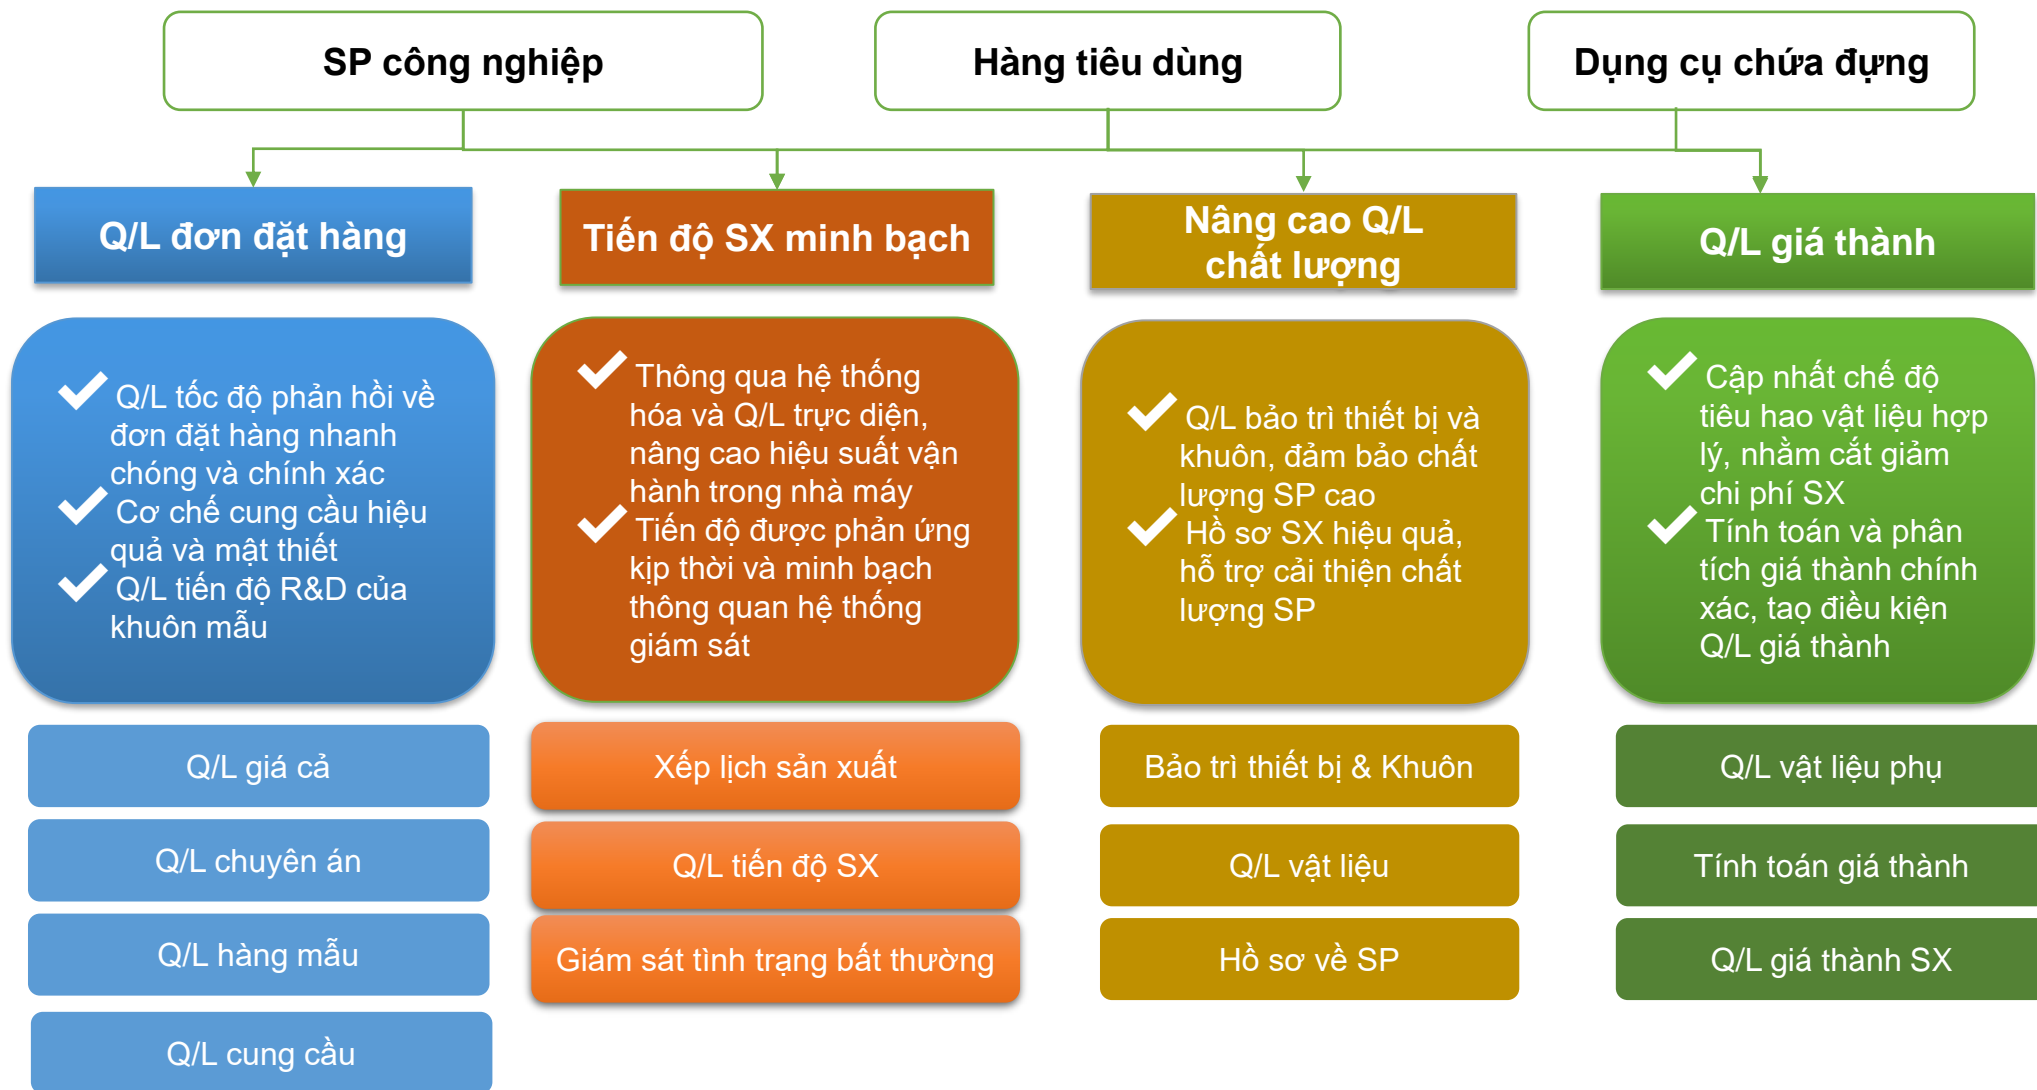 SP công nghiệp
Hàng tiêu dùng
Dụng cụ chứa đựng
Q/L đơn đặt hàng
Tiến độ SX minh bạch
Nâng cao Q/L
chất lượng
Q/L giá thành
Q/L tốc độ phản hồi về
đơn đặt hàng nhanh
chóng và chính xác
Cơ chế cung cầu hiệu
quả và mật thiết
Q/L tiến độ R&D của
khuôn mẫu
Thông qua hệ thống
hóa và Q/L trực diện,
nâng cao hiệu suất vận
hành trong nhà máy
Tiến độ được phản ứng
kịp thời và minh bạch
thông quan hệ thống
giám sát
Q/L bảo trì thiết bị và
khuôn, đảm bảo chất
lượng SP cao
Hồ sơ SX hiệu quả,
hỗ trợ cải thiện chất
lượng SP
Cập nhất chế độ
tiêu hao vật liệu hợp
lý, nhằm cắt giảm
chi phí SX
Tính toán và phân
tích giá thành chính
xác, tạo điều kiện
Q/L giá thành
Q/L giá cả
Q/L chuyên án
Q/L hàng mẫu
Q/L cung cầu
Xếp lịch sản xuất
Q/L tiến độ SX
Giám sát tình trạng bất thường
Bảo trì thiết bị & Khuôn
Q/L vật liệu
Hồ sơ về SP
Q/L vật liệu phụ
Tính toán giá thành
Q/L giá thành SX